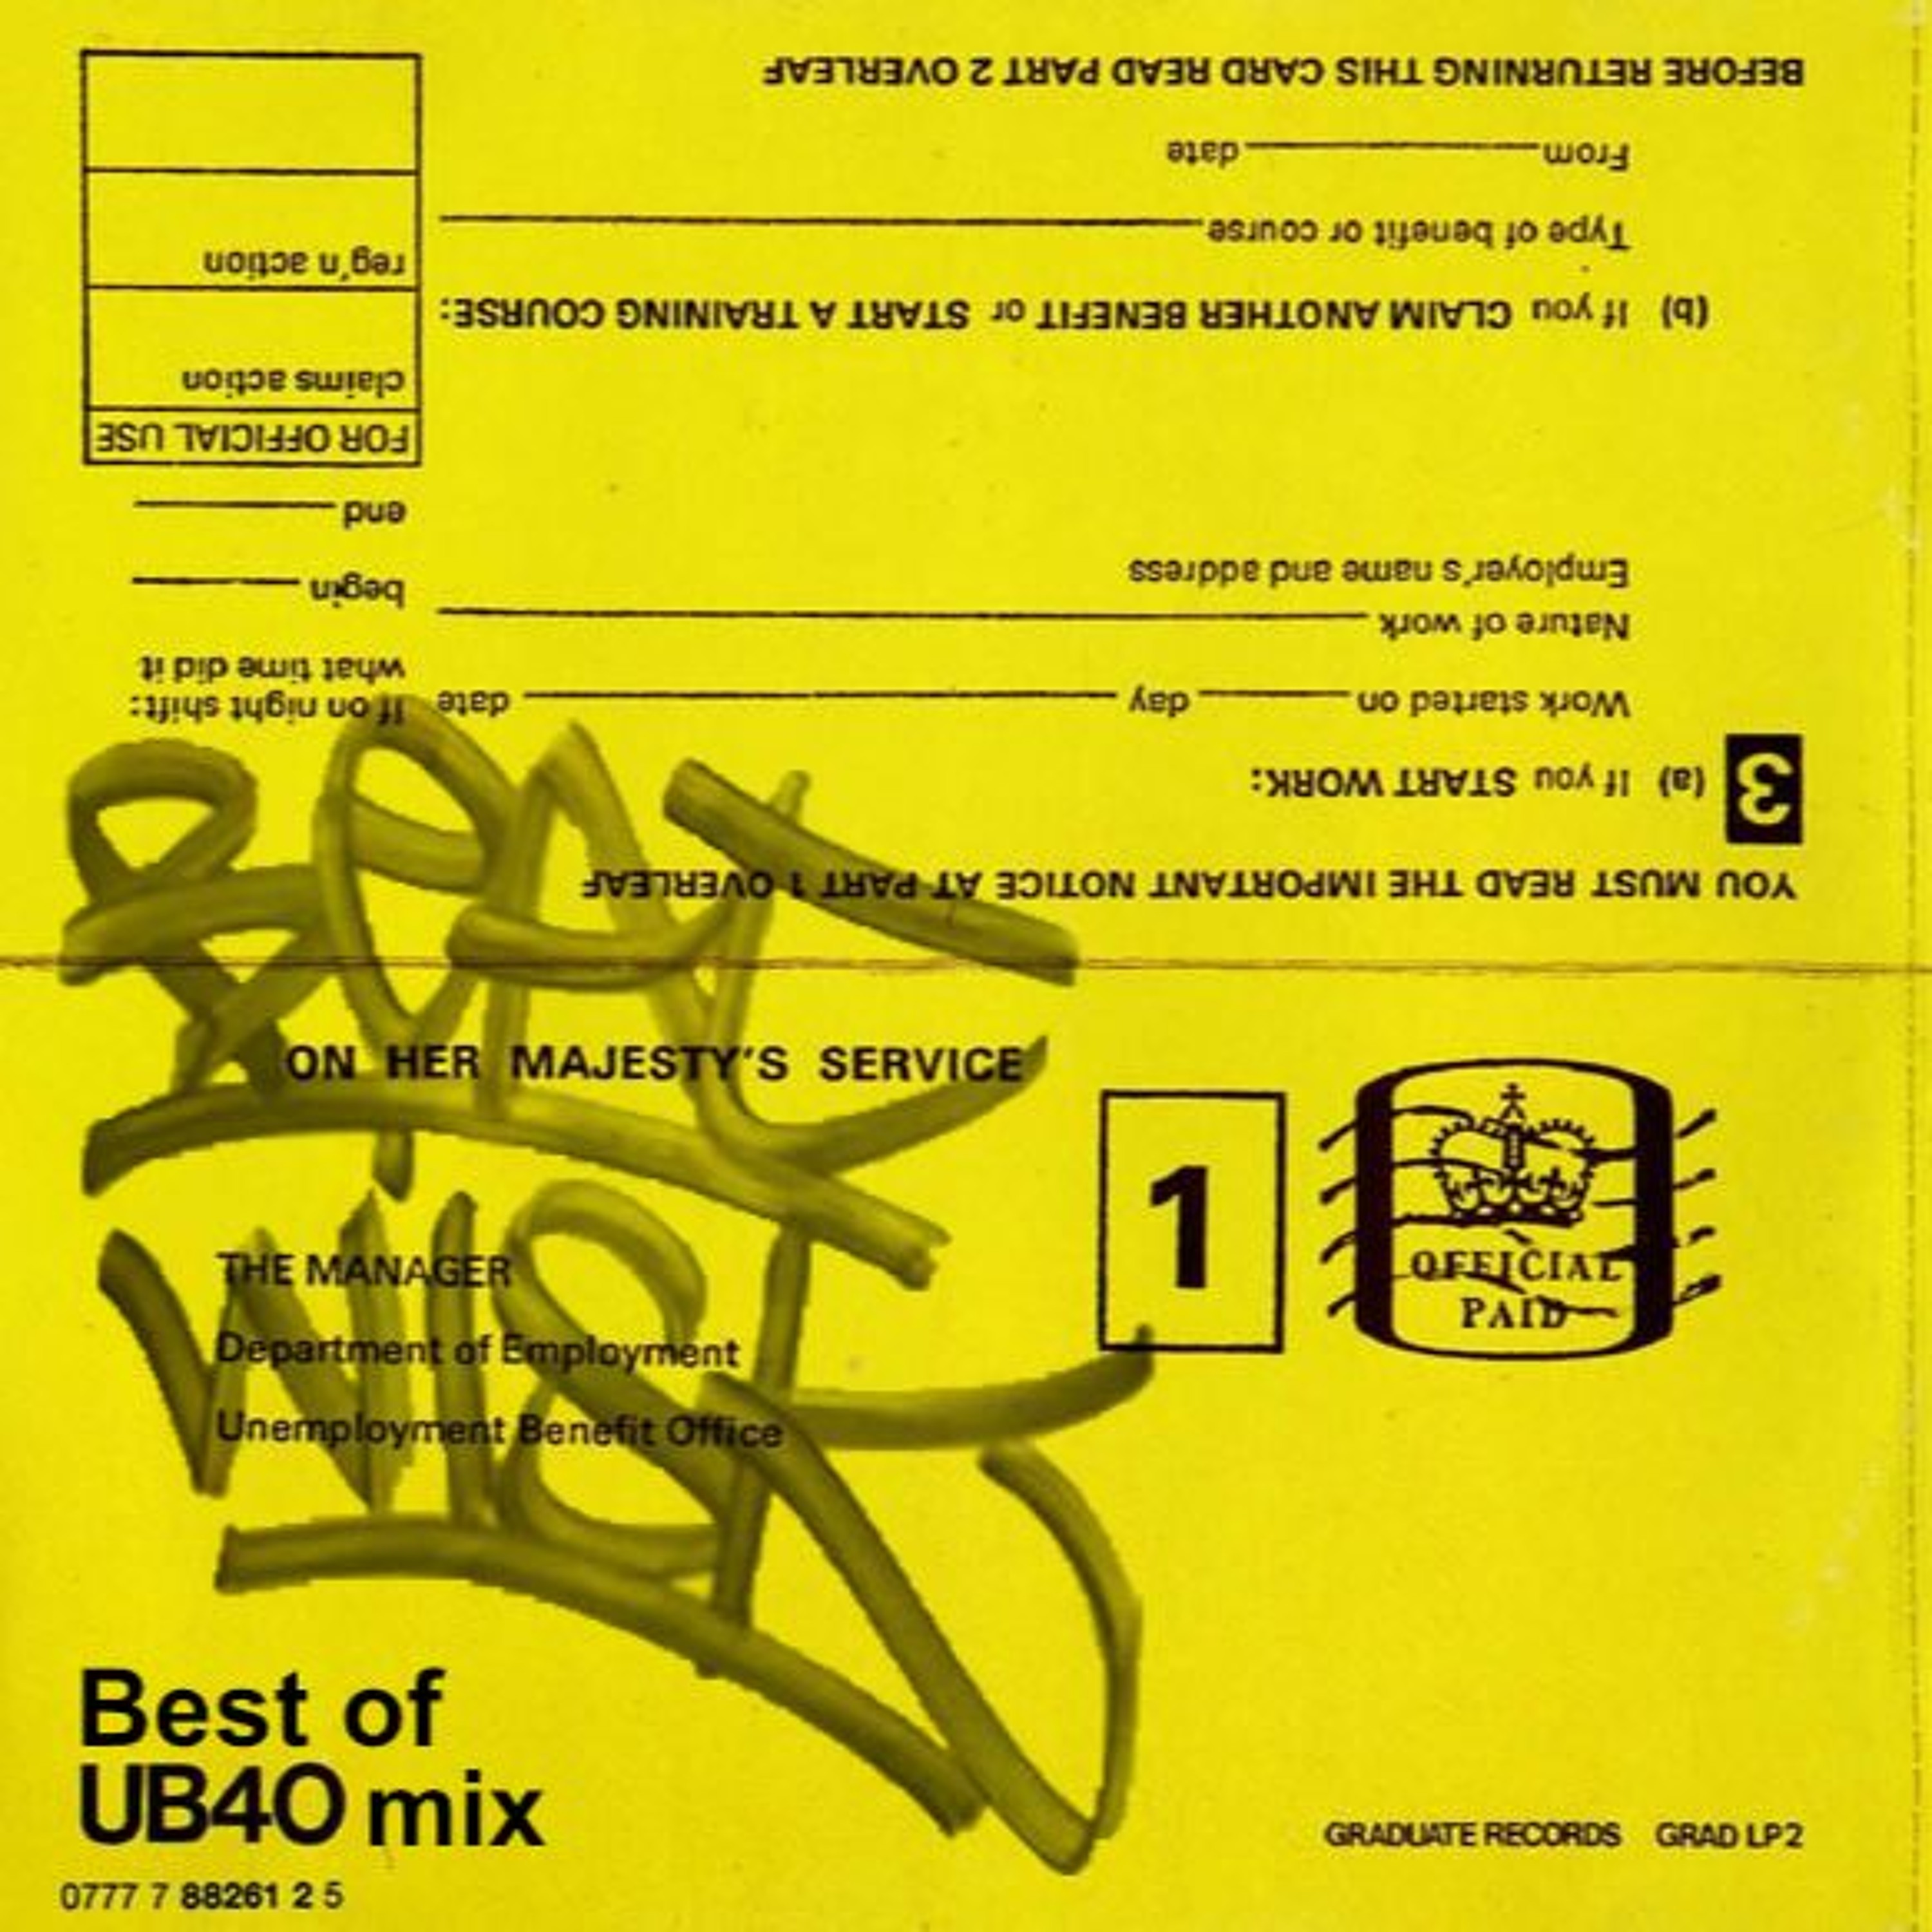 YOU MUST READ THE IMPORTANT NOTICE AT PART 1 OVERLEAF
3 (a) If you START WORK:
Work started on day date
Nature of work
Employer's name and address
If on night shift:
what time did it
begin
end
FOR OFFICIAL USE
claims action
reg'n action
(b) If you CLAIM ANOTHER BENEFIT or START A TRAINING COURSE:
Type of benefit or course
From date
BEFORE RETURNING THIS CARD READ PART 2 OVERLEAF
ON HER MAJESTY'S SERVICE
1
OFFICIAL
PAID
THE MANAGER
Department of Employment
Unemployment Benefit Office
Best of
UB40 mix
GRADUATE RECORDS GRAD LP2
0777 7 88261 2 5